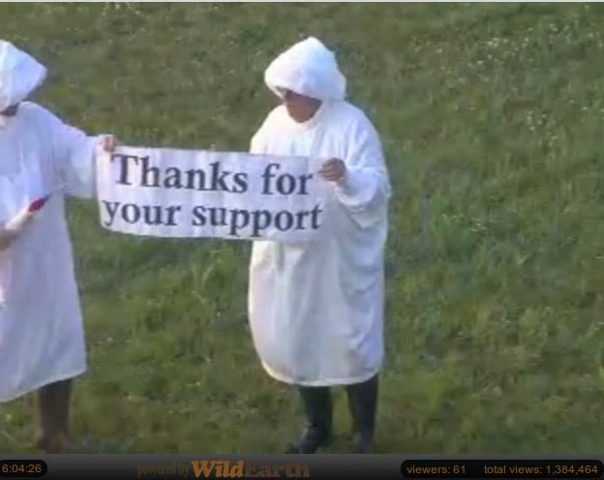 Thanks for
your support
6:04:26
powered by WildEarth
viewers: 61 total views: 1,384,464